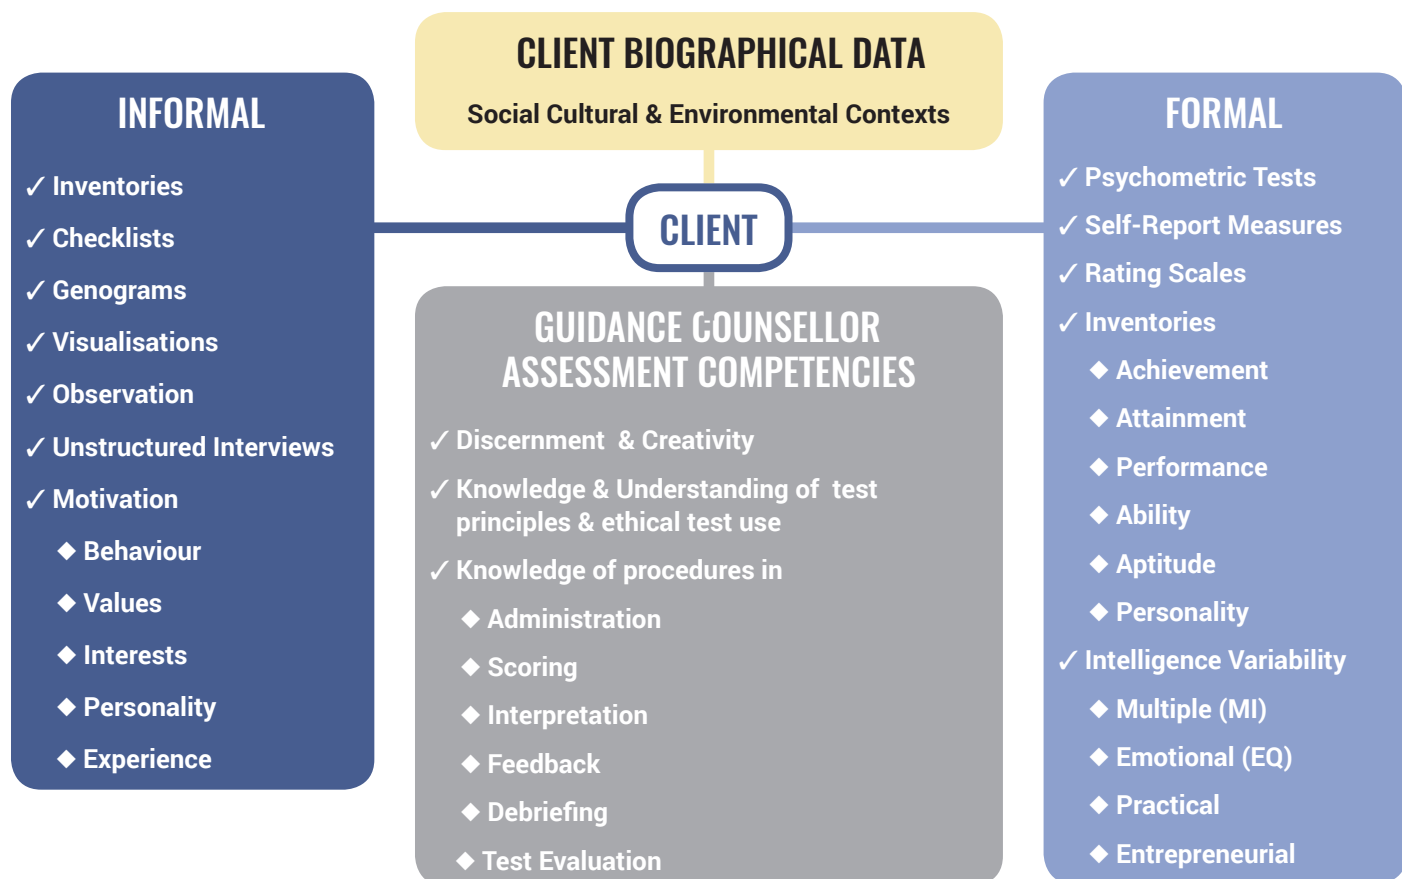 CLIENT BIOGRAPHICAL DATA
Social Cultural & Environmental Contexts
INFORMAL
✓ Inventories
✓ Checklists
✓ Genograms
✓ Visualisations
✓ Observation
✓ Unstructured Interviews
✓ Motivation
◆ Behaviour
◆ Values
◆ Interests
◆ Personality
◆ Experience
CLIENT
GUIDANCE COUNSELLOR
ASSESSMENT COMPETENCIES
✓ Discernment & Creativity
✓ Knowledge & Understanding of test
principles & ethical test use
✓ Knowledge of procedures in
◆ Administration
◆ Scoring
◆ Interpretation
◆ Feedback
◆ Debriefing
◆ Test Evaluation
FORMAL
✓ Psychometric Tests
✓ Self-Report Measures
✓ Rating Scales
✓ Inventories
◆ Achievement
◆ Attainment
◆ Performance
◆ Ability
◆ Aptitude
◆ Personality
✓ Intelligence Variability
◆ Multiple (MI)
◆ Emotional (EQ)
◆ Practical
◆ Entrepreneurial